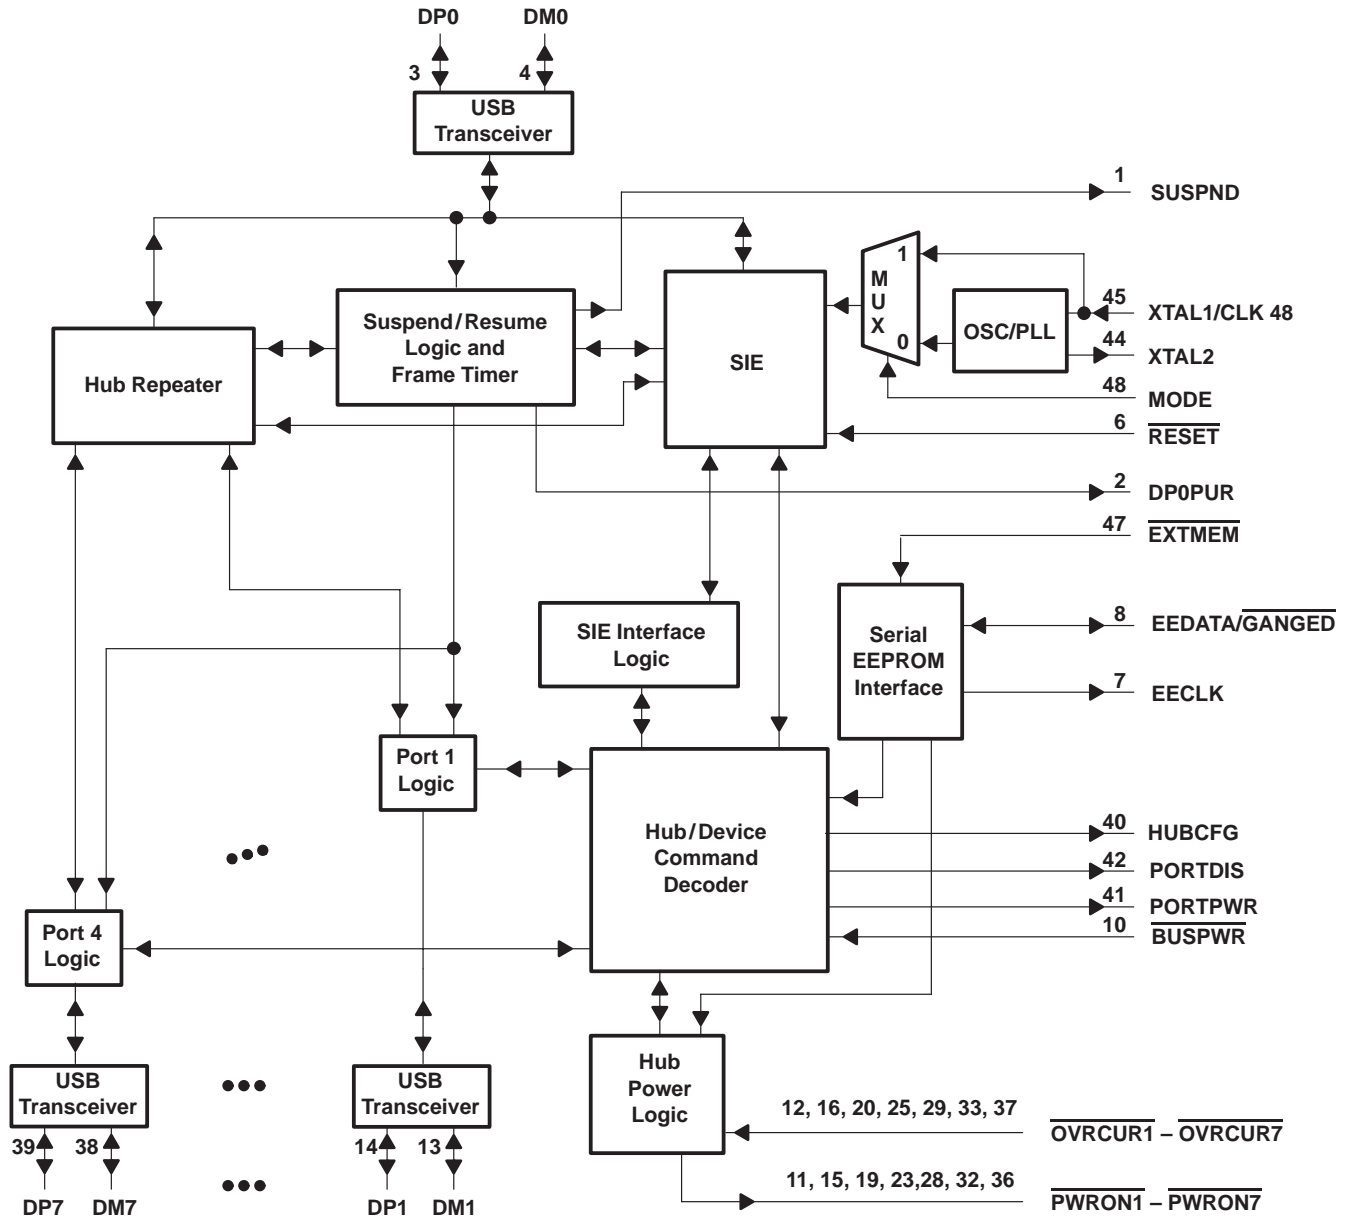 DP0 DM0
3 4
USB
Transceiver
1
SUSPND
M
U
X
1
0
OSC/PLL
45
XTAL1/CLK 48
44
XTAL2
48
MODE
6
RESET
Suspend/Resume
Logic and
Frame Timer
SIE
Hub Repeater
2
DP0PUR
47
EXTMEM
SIE Interface
Logic
Serial
EEPROM
Interface
8
EEDATA/GANGED
7
EECLK
Port 1
Logic
Hub/Device
Command
Decoder
40
HUBCFG
42
PORTDIS
41
PORTPWR
10
BUSPWR
Port 4
Logic
USB
Transceiver
39 38
DP7 DM7
USB
Transceiver
14 13
DP1 DM1
Hub
Power
Logic
12, 16, 20, 25, 29, 33, 37
OVRCUR1 – OVRCUR7
11, 15, 19, 23,28, 32, 36
PWRON1 – PWRON7